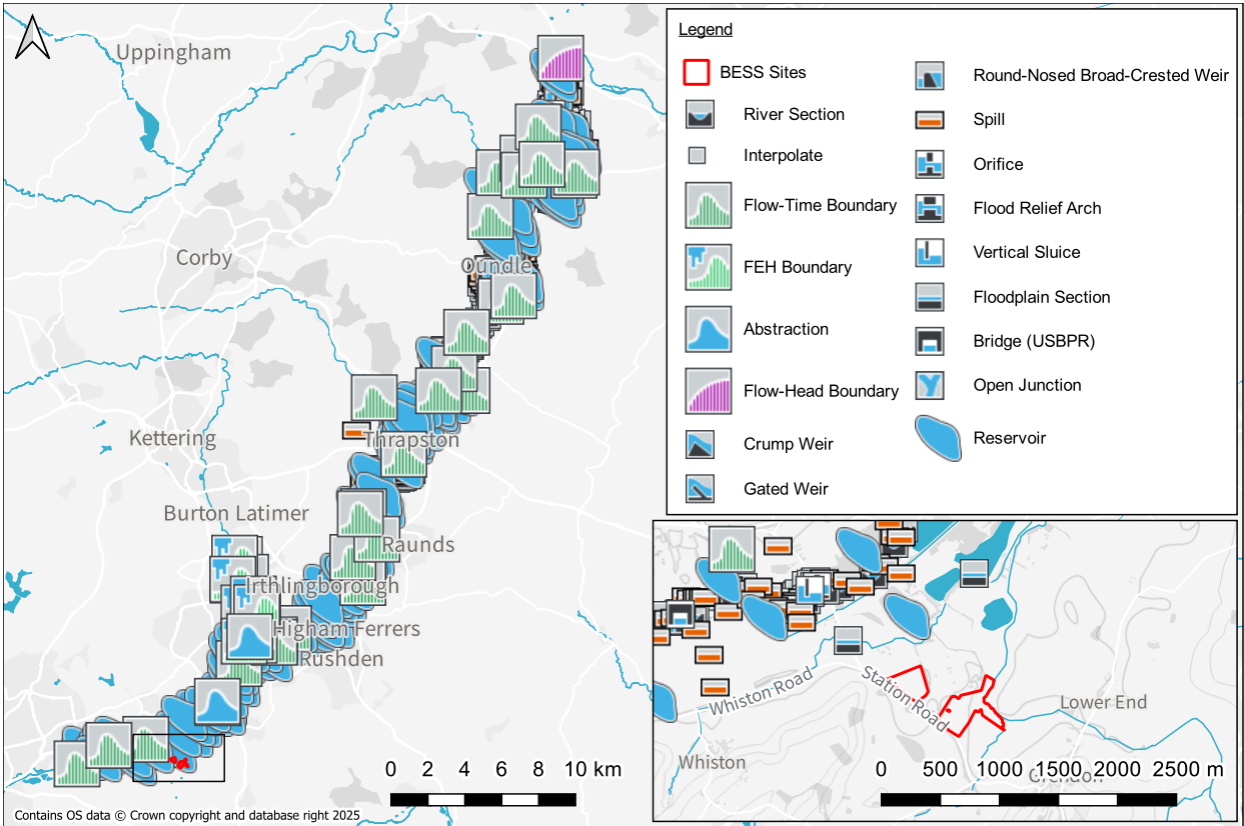 Uppingham
Corby
Oundle
Kettering
Thrapston
Burton Latimer
Raunds
Irthlingborough
Higham Ferrers
Rushden
0 2 4 6 8 10 km
Contains OS data © Crown copyright and database right 2025
Legend
BESS Sites
River Section
Interpolate
Flow-Time Boundary
FEH Boundary
Abstraction
Flow-Head Boundary
Crump Weir
Gated Weir
Round-Nosed Broad-Crested Weir
Spill
Orifice
Flood Relief Arch
Vertical Sluice
Floodplain Section
Bridge (USBPR)
Open Junction
Reservoir
Whiston Road
Station Road
Lower End
Whiston
Grendon
0 500 1000 1500 2000 2500 m